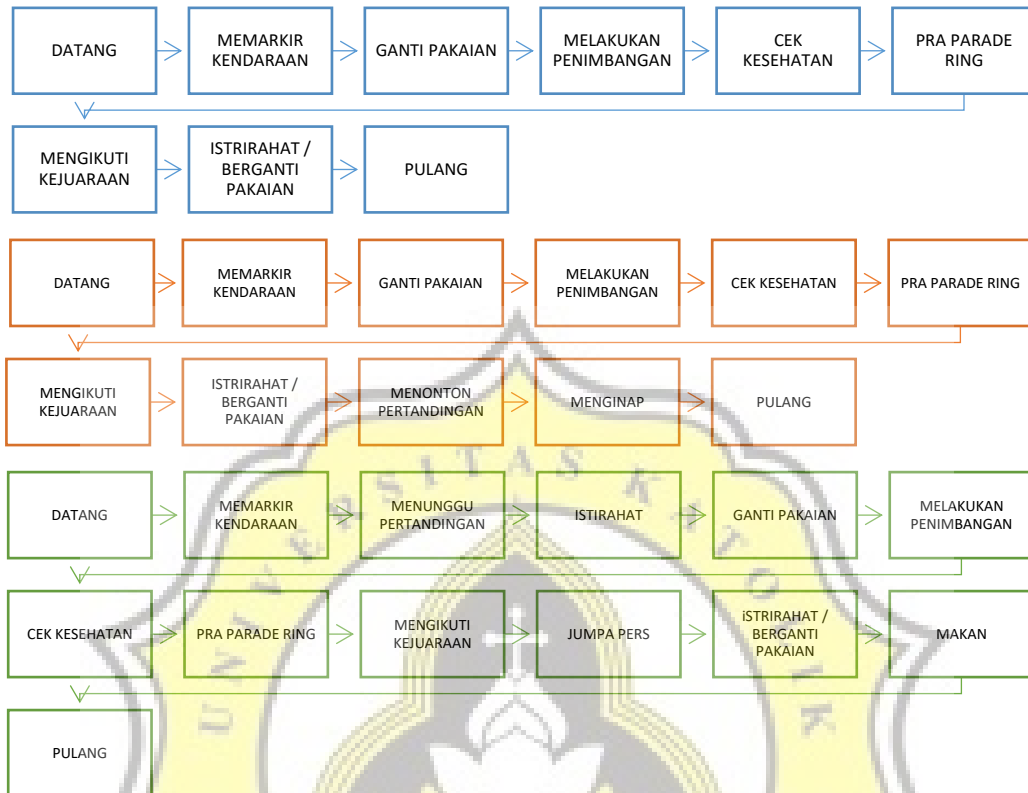 DATANG
MEMARKIR
KENDARAAN
GANTI PAKAIAN
MELAKUKAN
PENIMBANGAN
CEK
KESEHATAN
PRA PARADE
RING
MENGIKUTI
KEJUARAAN
ISTRIRAHAT /
BERGANTI
PAKAIAN
PULANG
DATANG
MEMARKIR
KENDARAAN
GANTI PAKAIAN
MELAKUKAN
PENIMBANGAN
CEK KESEHATAN
PRA PARADE RING
MENGIKUTI
KEJUARAAN
ISTRIRAHAT /
BERGANTI
PAKAIAN
MENONTON
PERTANDINGAN
MENGINAP
PULANG
DATANG
MEMARKIR
KENDARAAN
MENUNGGU
PERTANDINGAN
ISTIRAHAT
GANTI PAKAIAN
MELAKUKAN
PENIMBANGAN
CEK KESEHATAN
PRA PARADE RING
MENGIKUTI
KEJUARAAN
JUMPA PERS
iSTRIRAHAT /
BERGANTI
PAKAIAN
MAKAN
PULANG
UNIVERSITAS KATOLIK